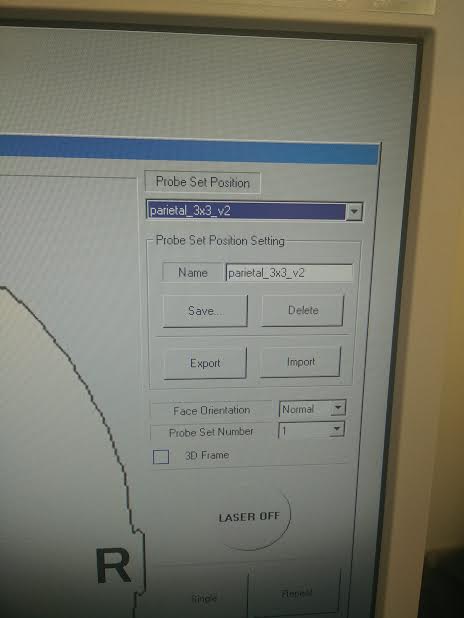 Probe Set Position
parietal_3x3_v2
Probe Set Position Setting
Name parietal_3x3_v2
Save... Delete
Export Import
Face Orientation Normal
Probe Set Number 1
3D Frame
LASER OFF
R
Single Repeat